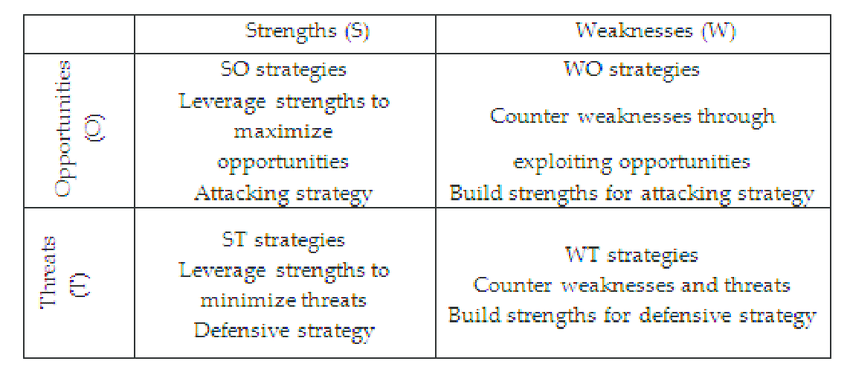 Strengths (S)
Weaknesses (W)
Opportunities
(O)
SO strategies
Leverage strengths to
maximize
opportunities
Attacking strategy
WO strategies
Counter weaknesses through
exploiting opportunities
Build strengths for attacking strategy
Threats
(T)
ST strategies
Leverage strengths to
minimize threats
Defensive strategy
WT strategies
Counter weaknesses and threats
Build strengths for defensive strategy